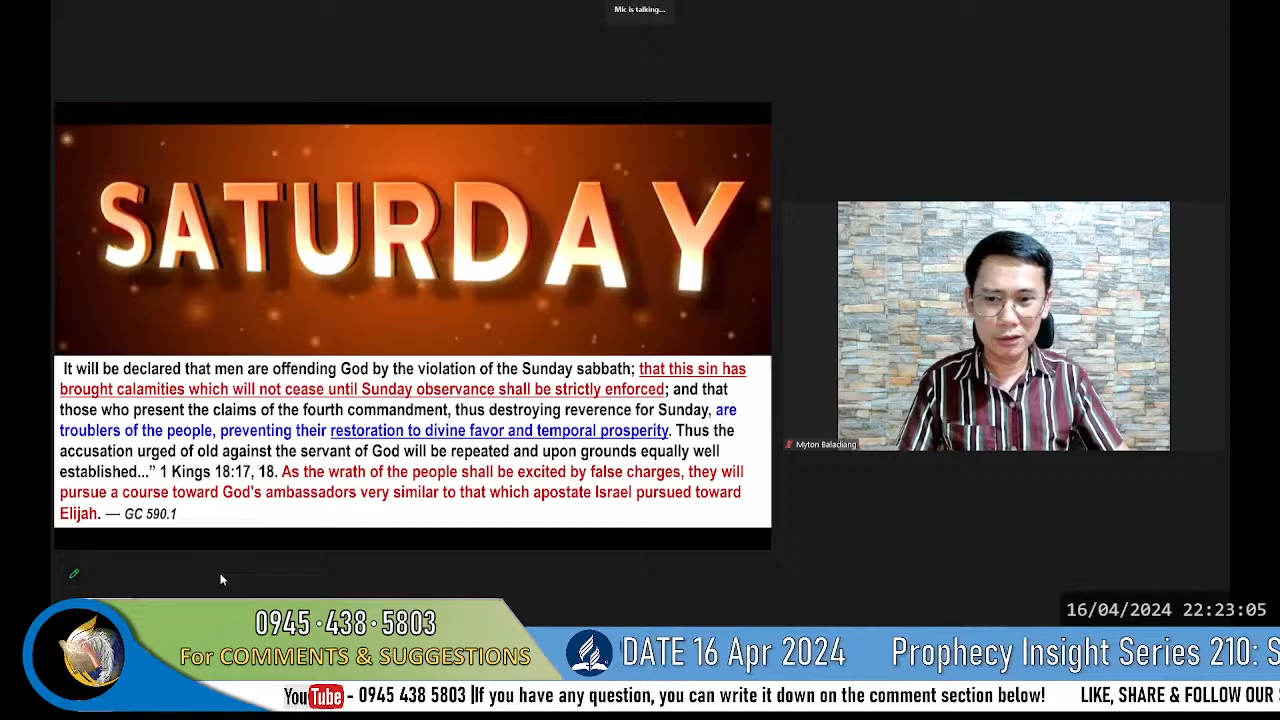 Mic is talking...
SATURDAY
It will be declared that men are offending God by the violation of the Sunday sabbath; that this sin has
brought calamities which will not cease until Sunday observance shall be strictly enforced; and that
those who present the claims of the fourth commandment, thus destroying reverence for Sunday, are
troublers of the people, preventing their restoration to divine favor and temporal prosperity. Thus the
accusation urged of old against the servant of God will be repeated and upon grounds equally well
established...” 1 Kings 18:17, 18. As the wrath of the people shall be excited by false charges, they will
pursue a course toward God's ambassadors very similar to that which apostate Israel pursued toward
Elijah. — GC 590.1
Myton Baladjang
16/04/2024 22:23:05
0945 · 438 · 5803
For COMMENTS & SUGGESTIONS
DATE 16 Apr 2024 Prophecy Insight Series 210: S
YouTube - 0945 438 5803 |If you have any question, you can write it down on the comment section below! LIKE, SHARE & FOLLOW OUR